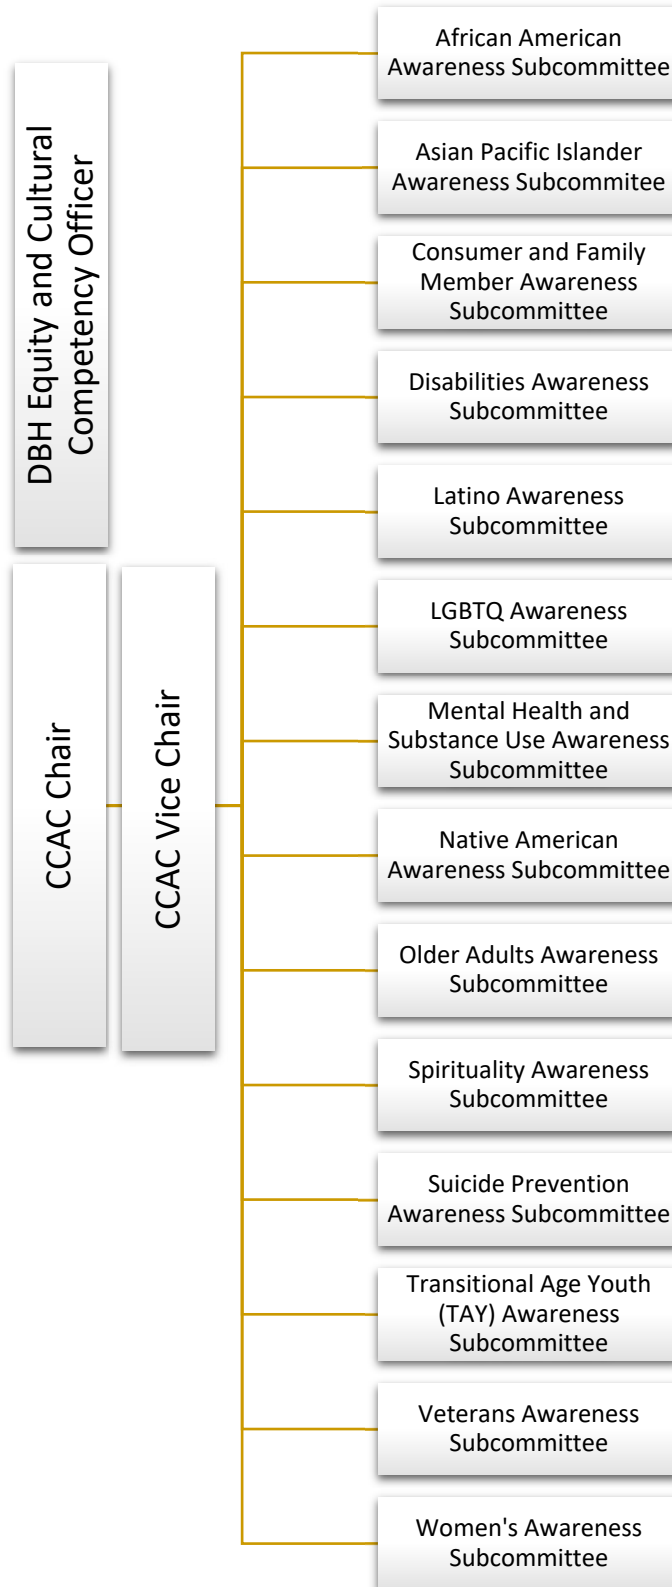 DBH Equity and Cultural
Competency Officer
CCAC Chair
CCAC Vice Chair
African American
Awareness Subcommittee
Asian Pacific Islander
Awareness Subcommitee
Consumer and Family
Member Awareness
Subcommittee
Disabilities Awareness
Subcommittee
Latino Awareness
Subcommittee
LGBTQ Awareness
Subcommittee
Mental Health and
Substance Use Awareness
Subcommittee
Native American
Awareness Subcommittee
Older Adults Awareness
Subcommittee
Spirituality Awareness
Subcommittee
Suicide Prevention
Awareness Subcommittee
Transitional Age Youth
(TAY) Awareness
Subcommittee
Veterans Awareness
Subcommittee
Women's Awareness
Subcommittee